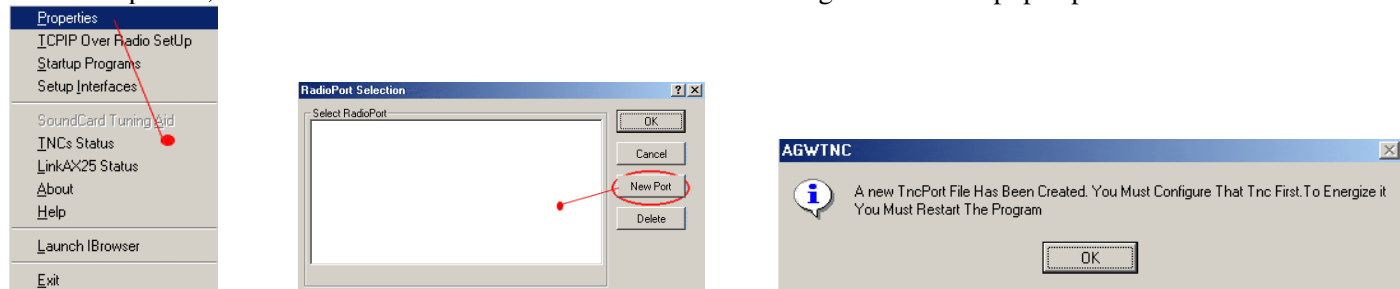 Properties
TCPIP Over Radio SetUp
Startup Programs
Setup Interfaces
SoundCard Tuning Aid
TNCs Status
LinkAX25 Status
About
Help
Launch IBrowser
Exit
RadioPort Selection
Select RadioPort
OK
Cancel
New Port
Delete
AGWTNC
A new TncPort File Has Been Created. You Must Configure That Tnc First.To Energize it
You Must Restart The Program
OK